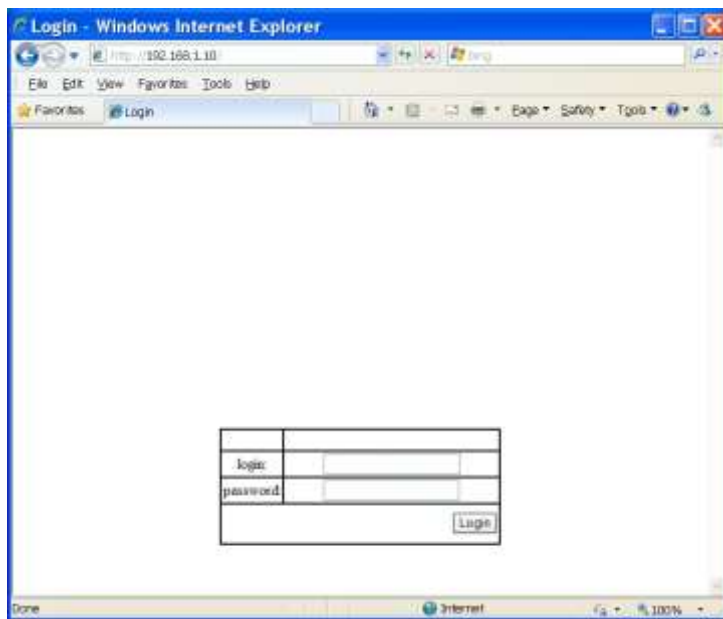 Login - Windows Internet Explorer
http://192.168.1.10 bing
File Edit View Favorites Tools Help
Favorites Login Page Safety Tools
login:
password:
Login
Done Internet 100%